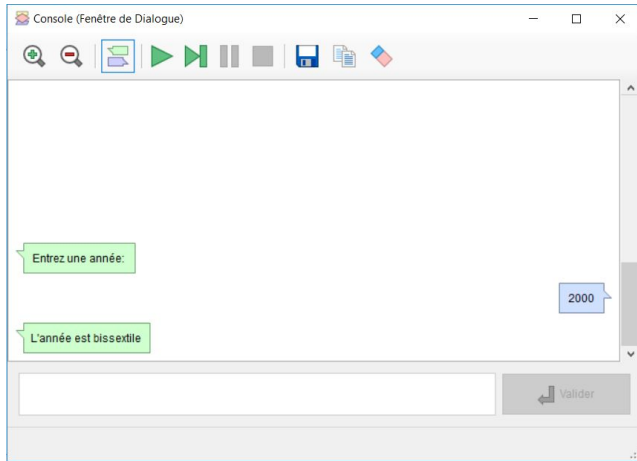 Console (Fenêtre de Dialogue)
Entrez une année:
2000
L'année est bissextile
Valider